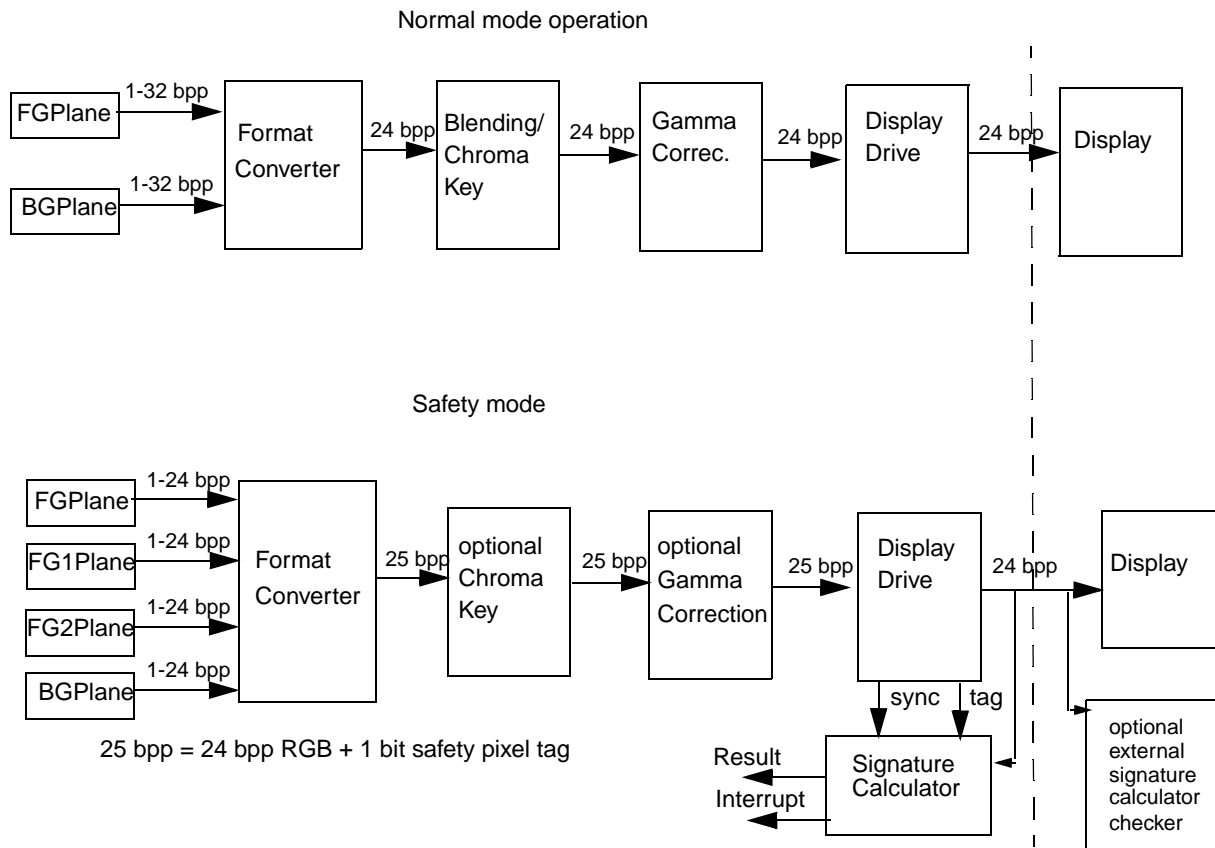 Normal mode operation
1-32 bpp
FGPlane
Format
Converter
24 bpp
Blending/
Chroma
Key
24 bpp
Gamma
Correc.
24 bpp
Display
Drive
24 bpp
Display
1-32 bpp
BGPlane
Safety mode
1-24 bpp
FGPlane
1-24 bpp
FG1Plane
1-24 bpp
FG2Plane
1-24 bpp
BGPlane
Format
Converter
25 bpp
optional
Chroma
Key
25 bpp
optional
Gamma
Correction
25 bpp
Display
Drive
24 bpp
Display
sync
tag
25 bpp = 24 bpp RGB + 1 bit safety pixel tag
Result
Interrupt
Signature
Calculator
optional
external
signature
calculator
checker